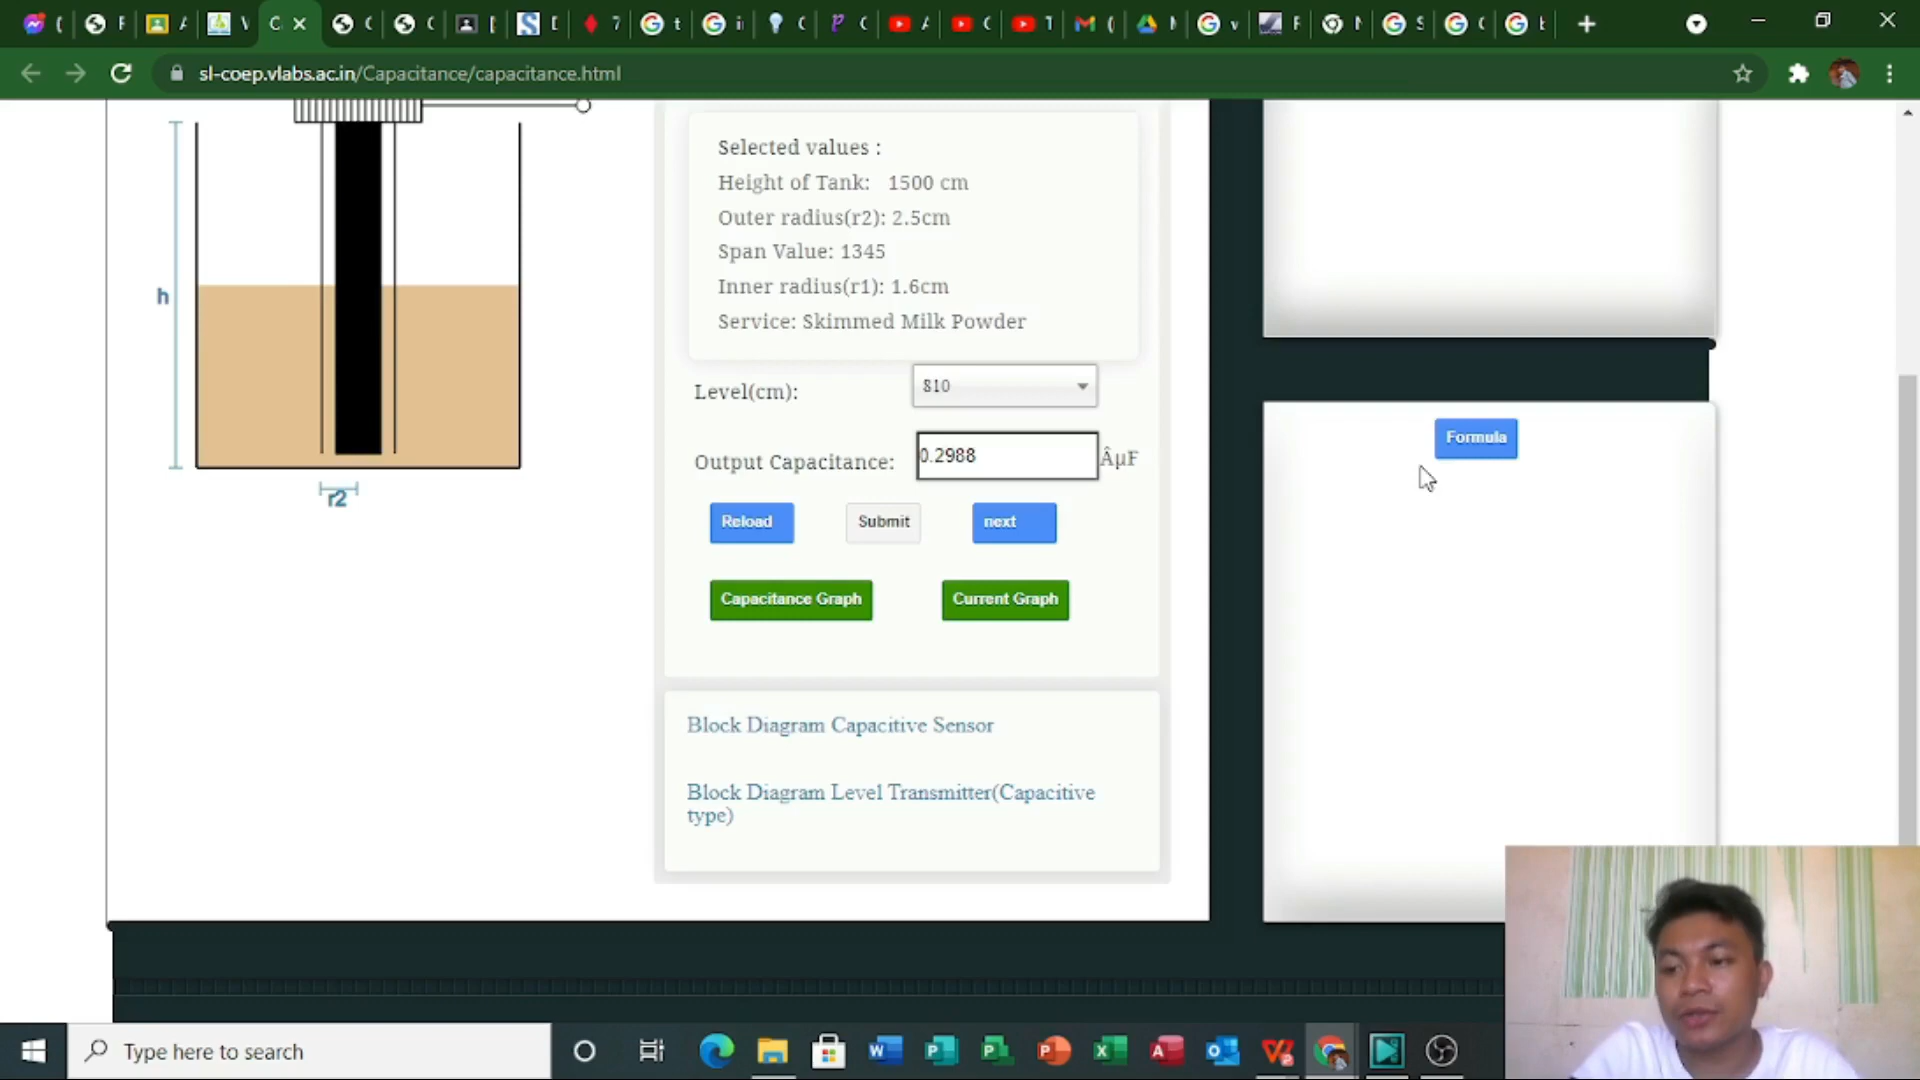 sl-coep.vlabs.ac.in/Capacitance/capacitance.html
Selected values :
Height of Tank: 1500 cm
Outer radius(r2): 2.5cm
Span Value: 1345
Inner radius(r1): 1.6cm
Service: Skimmed Milk Powder
h
r2
Level(cm): 810
Output Capacitance: 0.2988 ÂµF
Reload Submit next
Capacitance Graph Current Graph
Block Diagram Capacitive Sensor
Block Diagram Level Transmitter(Capacitive
type)
Formula
Type here to search